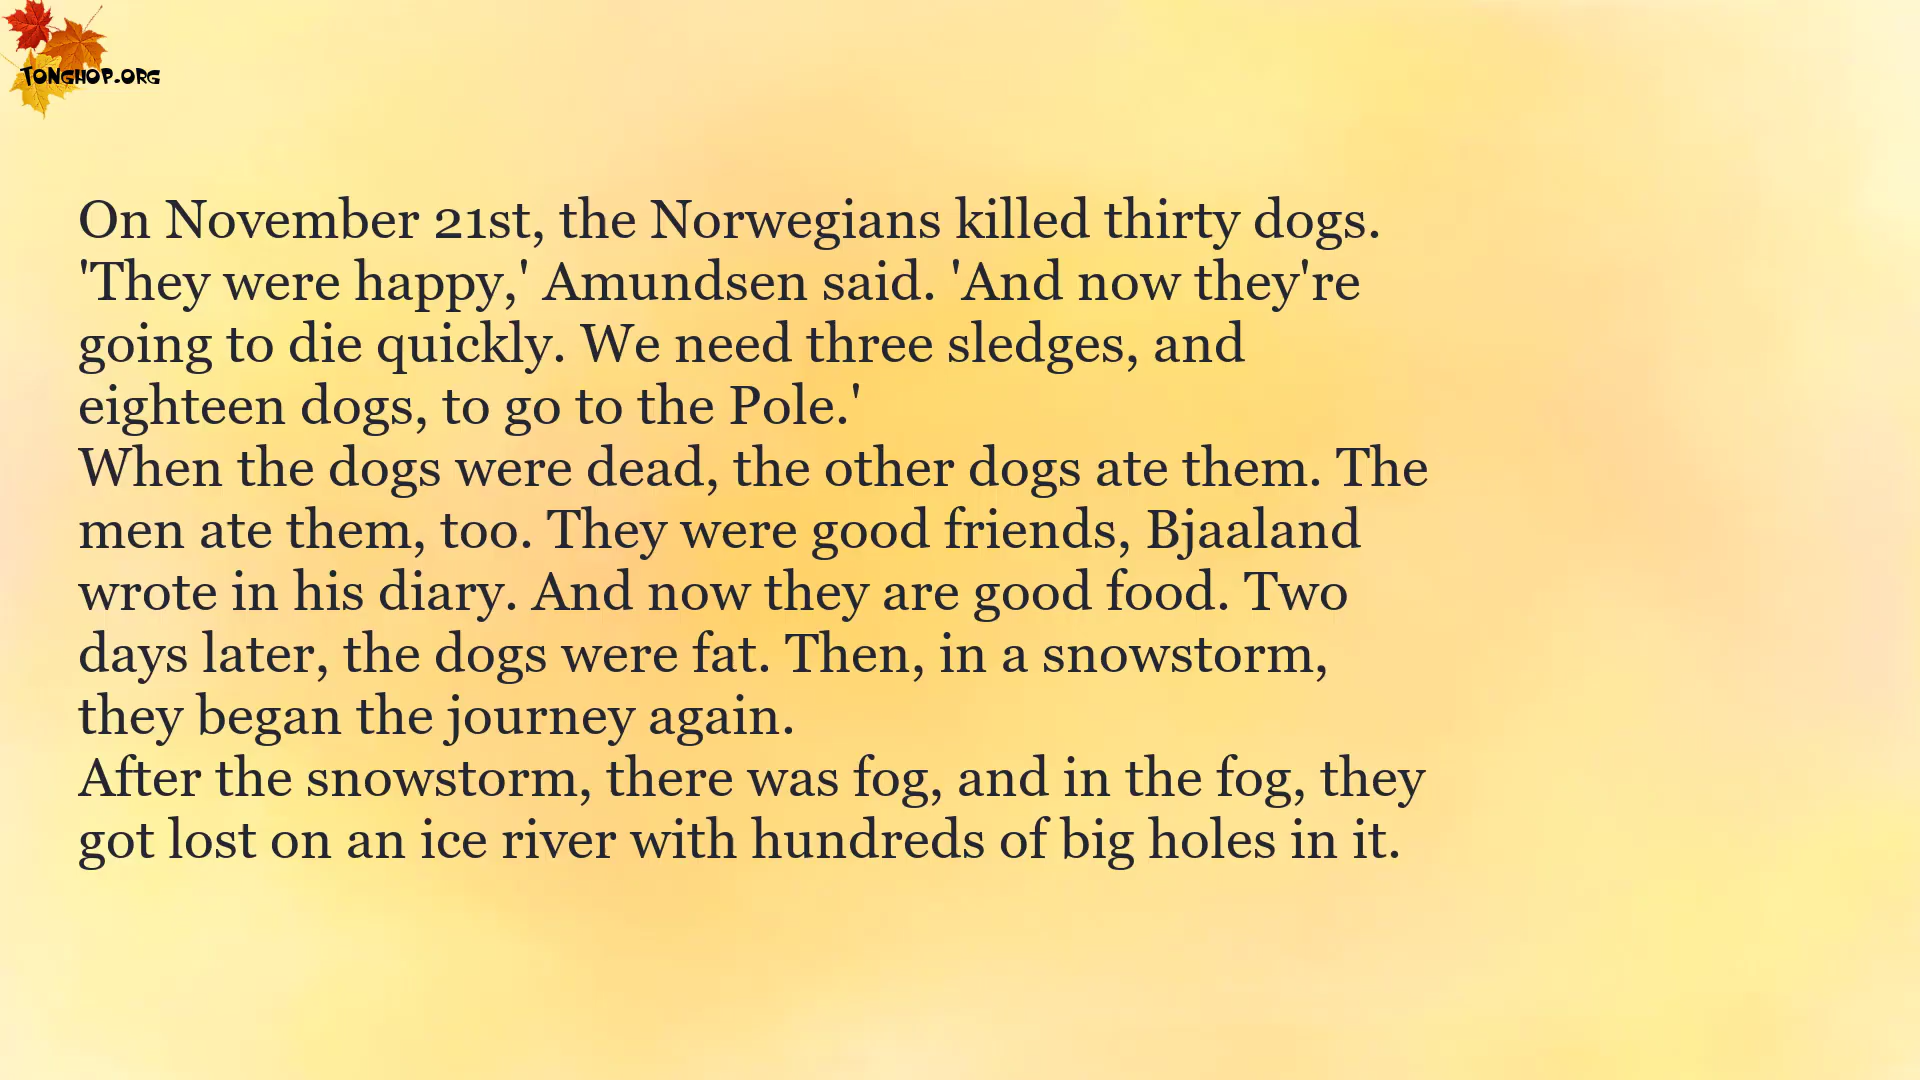 TONGHOP.ORG
On November 21st, the Norwegians killed thirty dogs.
'They were happy,' Amundsen said. 'And now they're
going to die quickly. We need three sledges, and
eighteen dogs, to go to the Pole.'
When the dogs were dead, the other dogs ate them. The
men ate them, too. They were good friends, Bjaaland
wrote in his diary. And now they are good food. Two
days later, the dogs were fat. Then, in a snowstorm,
they began the journey again.
After the snowstorm, there was fog, and in the fog, they
got lost on an ice river with hundreds of big holes in it.